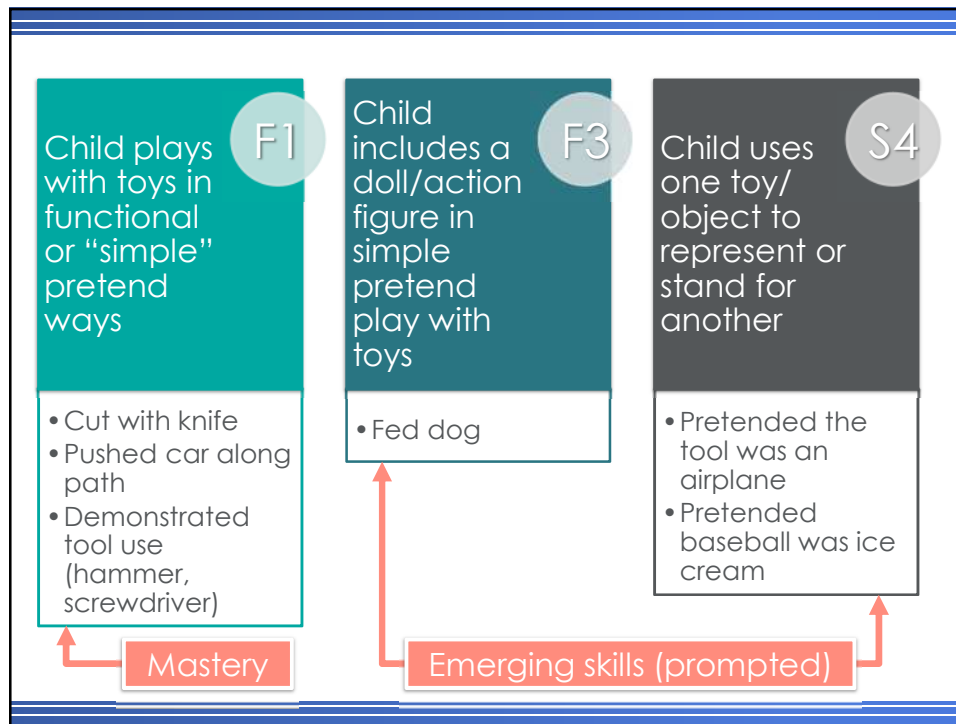 Child plays
with toys in
functional
or “simple”
pretend
ways
F1
• Cut with knife
• Pushed car along
path
• Demonstrated
tool use
(hammer,
screwdriver)
Mastery
Child
includes a
doll/action
figure in
simple
pretend
play with
toys
F3
• Fed dog
Child uses
one toy/
object to
represent or
stand for
another
S4
• Pretended the
tool was an
airplane
• Pretended
baseball was ice
cream
Emerging skills (prompted)